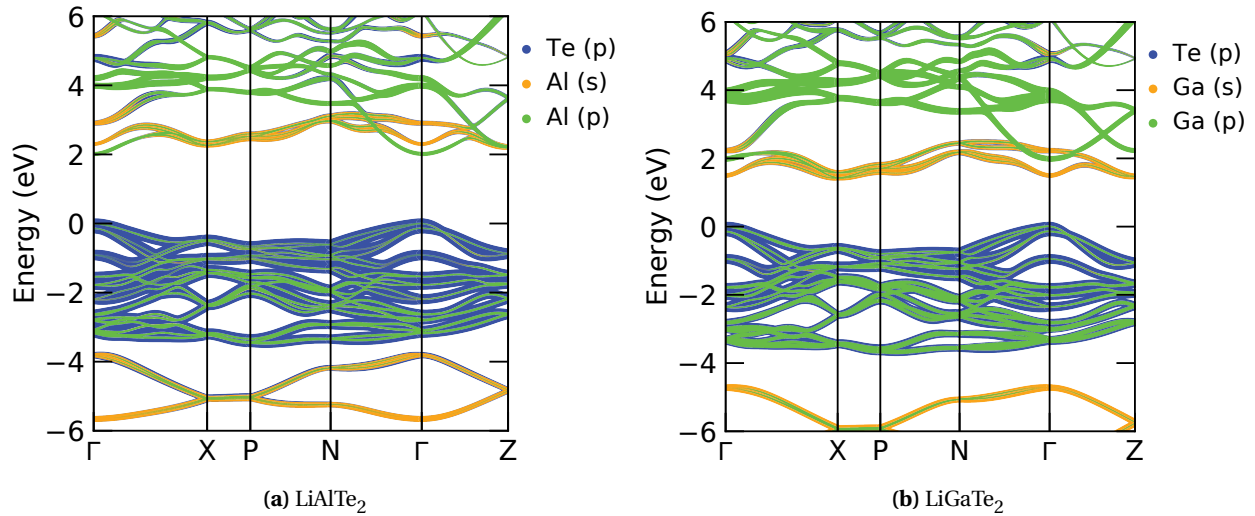 6
4
2
0
−2
−4
−6
Energy (eV)
Γ X P N Γ Z
Te (p)
Al (s)
Al (p)
(a) LiAlTe₂
6
4
2
0
−2
−4
−6
Energy (eV)
Γ X P N Γ Z
Te (p)
Ga (s)
Ga (p)
(b) LiGaTe₂